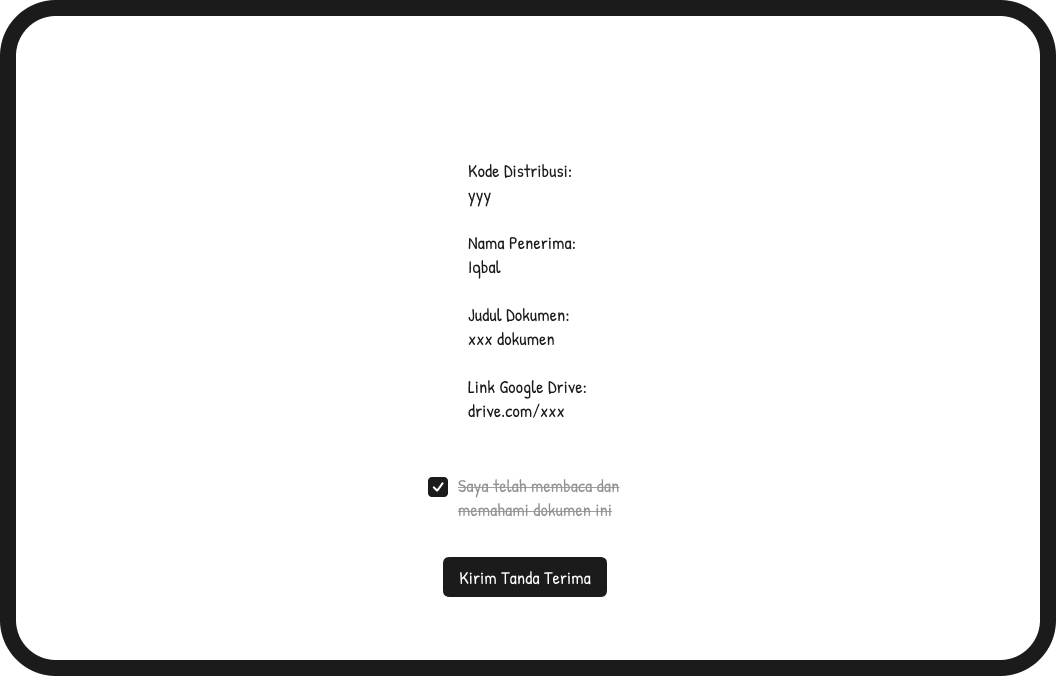 Kode Distribusi:
yyy
Nama Penerima:
Iqbal
Judul Dokumen:
xxx dokumen
Link Google Drive:
drive.com/xxx
Saya telah membaca dan
memahami dokumen ini
Kirim Tanda Terima